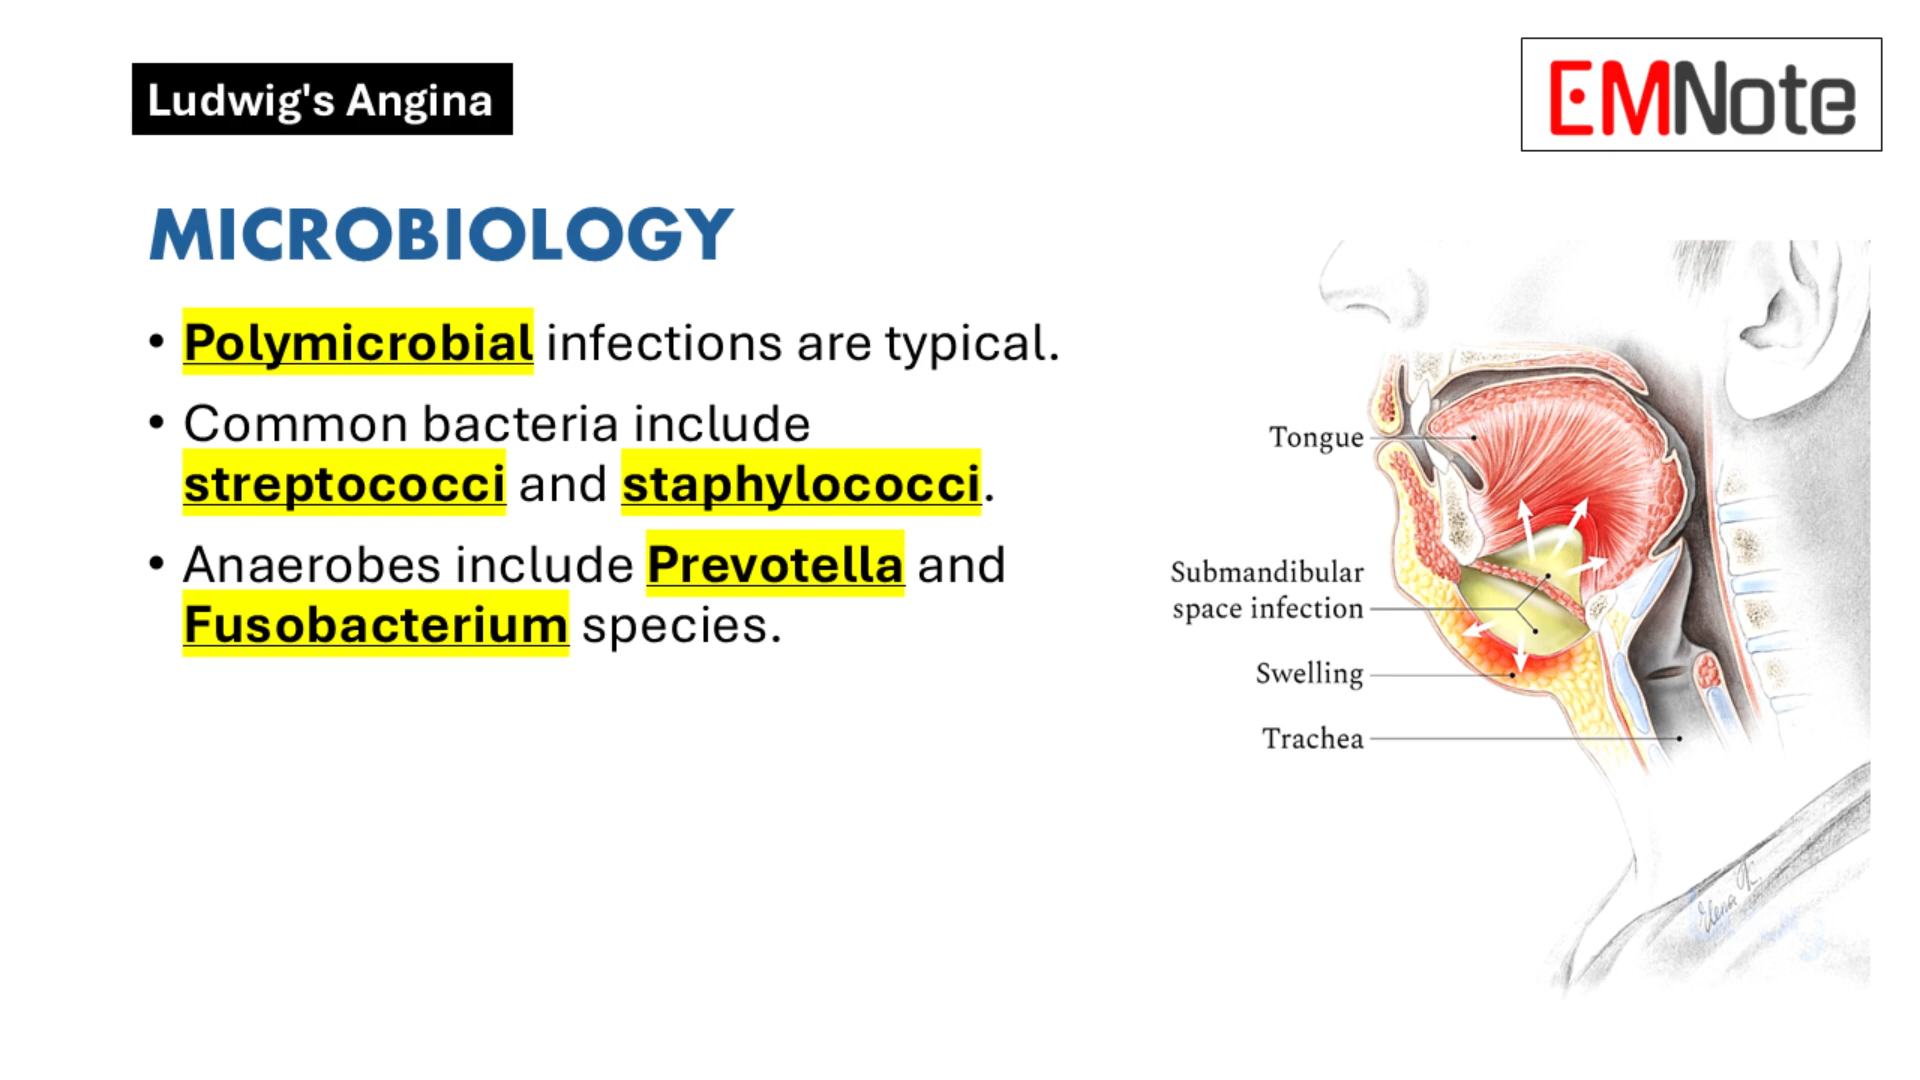 Ludwig's Angina
EMNote
MICROBIOLOGY
• Polymicrobial infections are typical.
• Common bacteria include
streptococci and staphylococci.
• Anaerobes include Prevotella and
Fusobacterium species.
Tongue
Submandibular
space infection
Swelling
Trachea
Elena